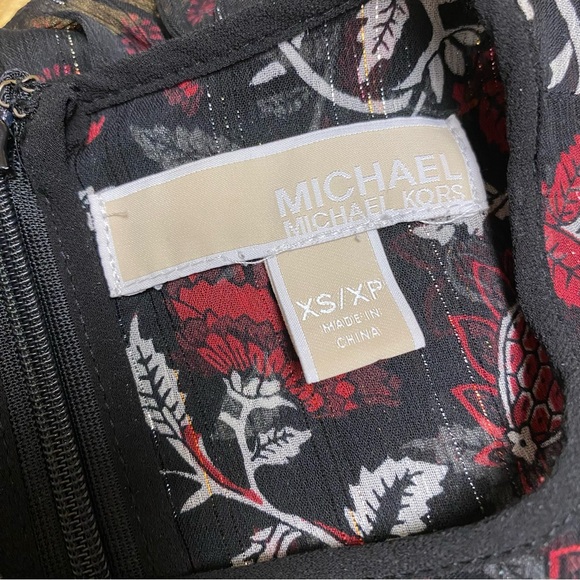 MICHAEL
MICHAEL KORS
XS/XP
MADE IN
CHINA